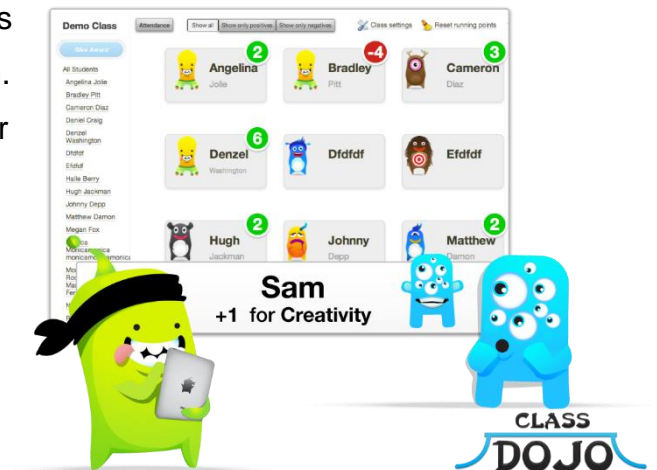 s
.
r
Demo Class
Attendance
Show all
Show only positives
Show only negatives
Class settings
Reset running points
All Students
Angelina Jolie
Bradley Pitt
Cameron Diaz
Daniel Craig
Denzel
Washington
Dfdfdf
Efdfdf
Halle Berry
Hugh Jackman
Johnny Depp
Matthew Damon
Megan Fox
2
Angelina
Jolie
-4
Bradley
Pitt
3
Cameron
Diaz
6
Denzel
Washington
Dfdfdf
Efdfdf
2
Hugh
Jackman
Johnny
Depp
2
Matthew
Damon
Sam
+1 for Creativity
CLASS
DOJO